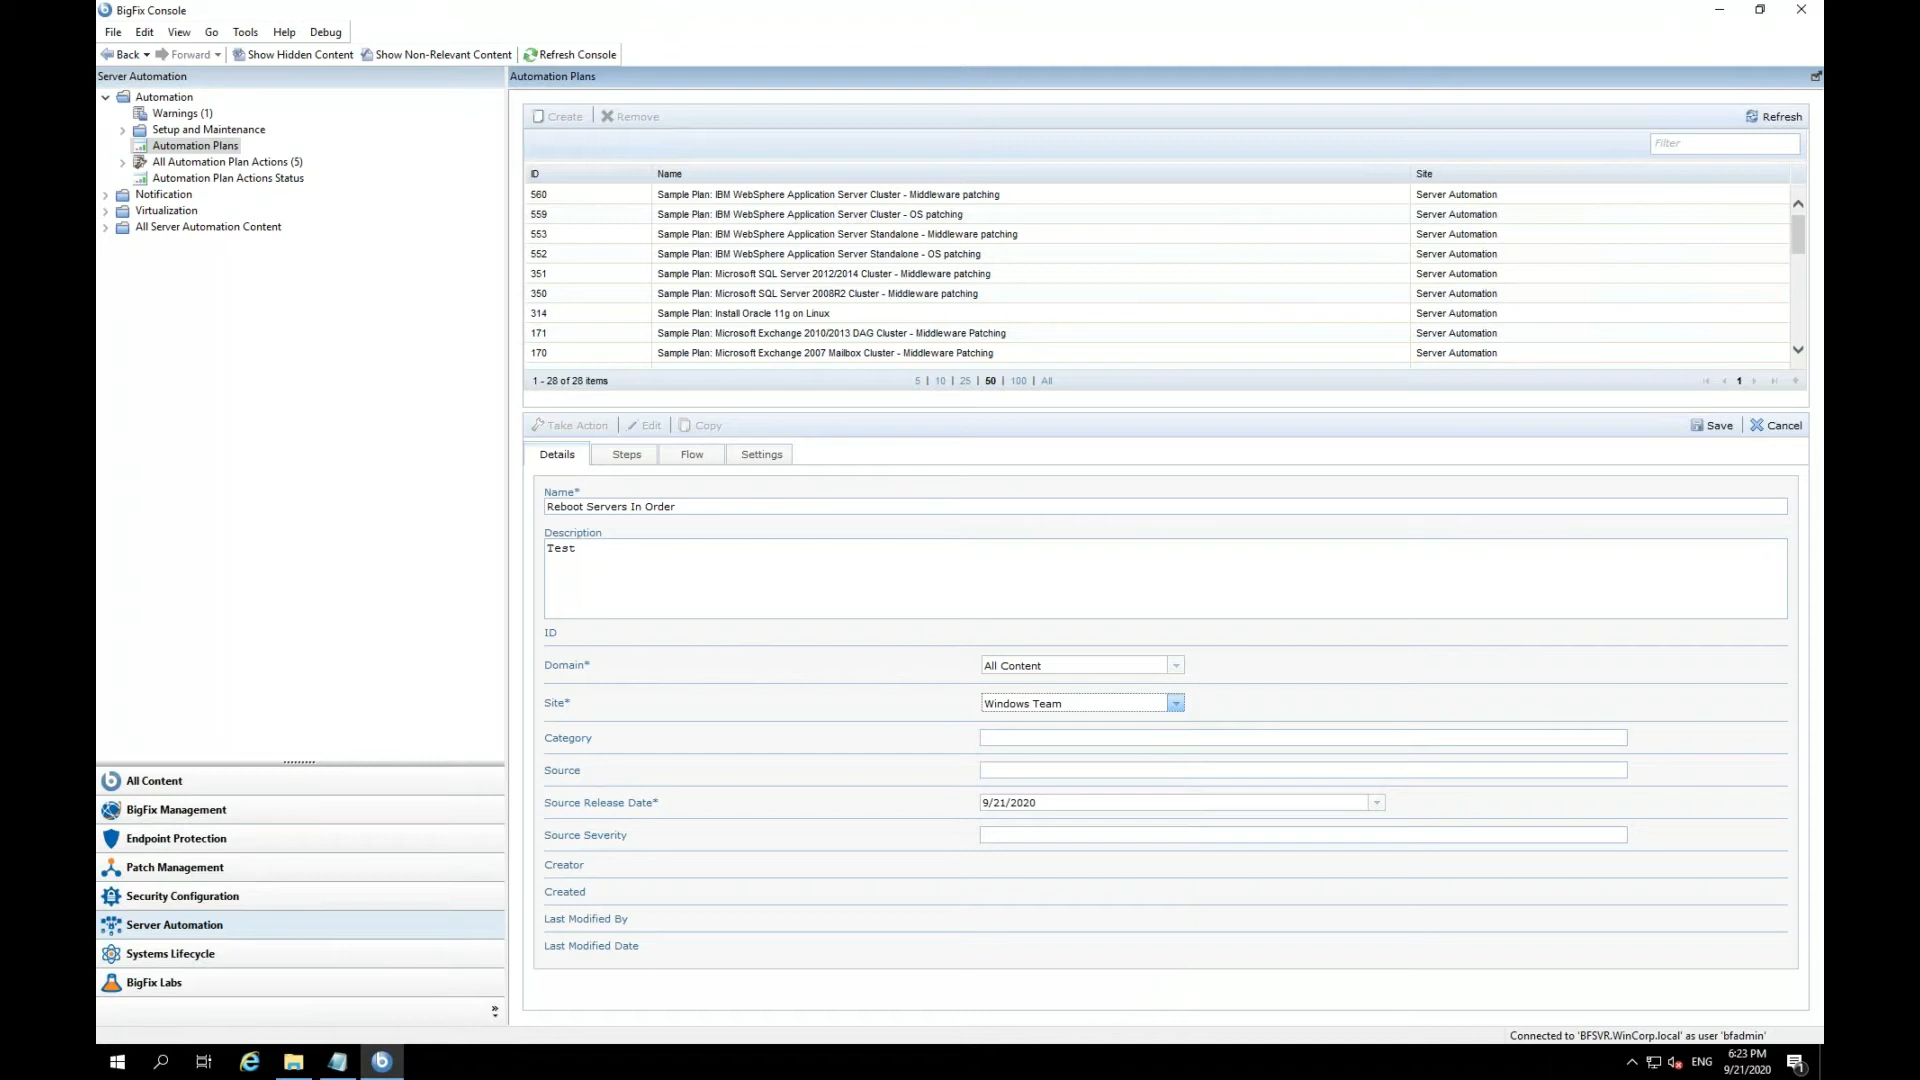 BigFix Console
File Edit View Go Tools Help Debug
Back Forward Show Hidden Content Show Non-Relevant Content Refresh Console
Server Automation
Automation
Warnings (1)
Setup and Maintenance
Automation Plans
All Automation Plan Actions (5)
Automation Plan Actions Status
Notification
Virtualization
All Server Automation Content
All Content
BigFix Management
Endpoint Protection
Patch Management
Security Configuration
Server Automation
Systems Lifecycle
BigFix Labs
Automation Plans
Create Remove Refresh
Filter
ID Name Site
560 Sample Plan: IBM WebSphere Application Server Cluster - Middleware patching Server Automation
559 Sample Plan: IBM WebSphere Application Server Cluster - OS patching Server Automation
553 Sample Plan: IBM WebSphere Application Server Standalone - Middleware patching Server Automation
552 Sample Plan: IBM WebSphere Application Server Standalone - OS patching Server Automation
351 Sample Plan: Microsoft SQL Server 2012/2014 Cluster - Middleware patching Server Automation
350 Sample Plan: Microsoft SQL Server 2008R2 Cluster - Middleware patching Server Automation
314 Sample Plan: Install Oracle 11g on Linux Server Automation
171 Sample Plan: Microsoft Exchange 2010/2013 DAG Cluster - Middleware Patching Server Automation
170 Sample Plan: Microsoft Exchange 2007 Mailbox Cluster - Middleware Patching Server Automation
1 - 28 of 28 items 5 | 10 | 25 | 50 | 100 | All 1
Take Action Edit Copy Save Cancel
Details Steps Flow Settings
Name*
Reboot Servers In Order
Description
Test
ID
Domain* All Content
Site* Windows Team
Category
Source
Source Release Date* 9/21/2020
Source Severity
Creator
Created
Last Modified By
Last Modified Date
Connected to 'BFSVR.WinCorp.local' as user 'bfadmin'
ENG 6:23 PM
9/21/2020
1